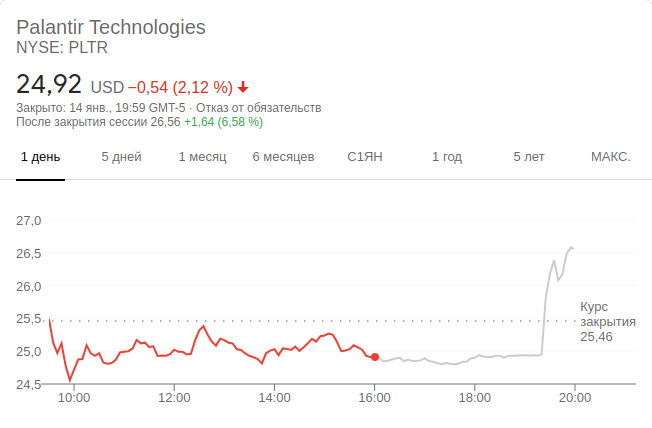 Palantir Technologies
NYSE: PLTR
24,92 USD −0,54 (2,12 %)
Закрыто: 14 янв., 19:59 GMT-5 · Отказ от обязательств
После закрытия сессии 26,56 +1,64 (6,58 %)
1 день 5 дней 1 месяц 6 месяцев С1ЯН 1 год 5 лет МАКС.
27,0
26,5
26,0
25,5
25,0
24,5
Курс
закрытия
25,46
10:00 12:00 14:00 16:00 18:00 20:00